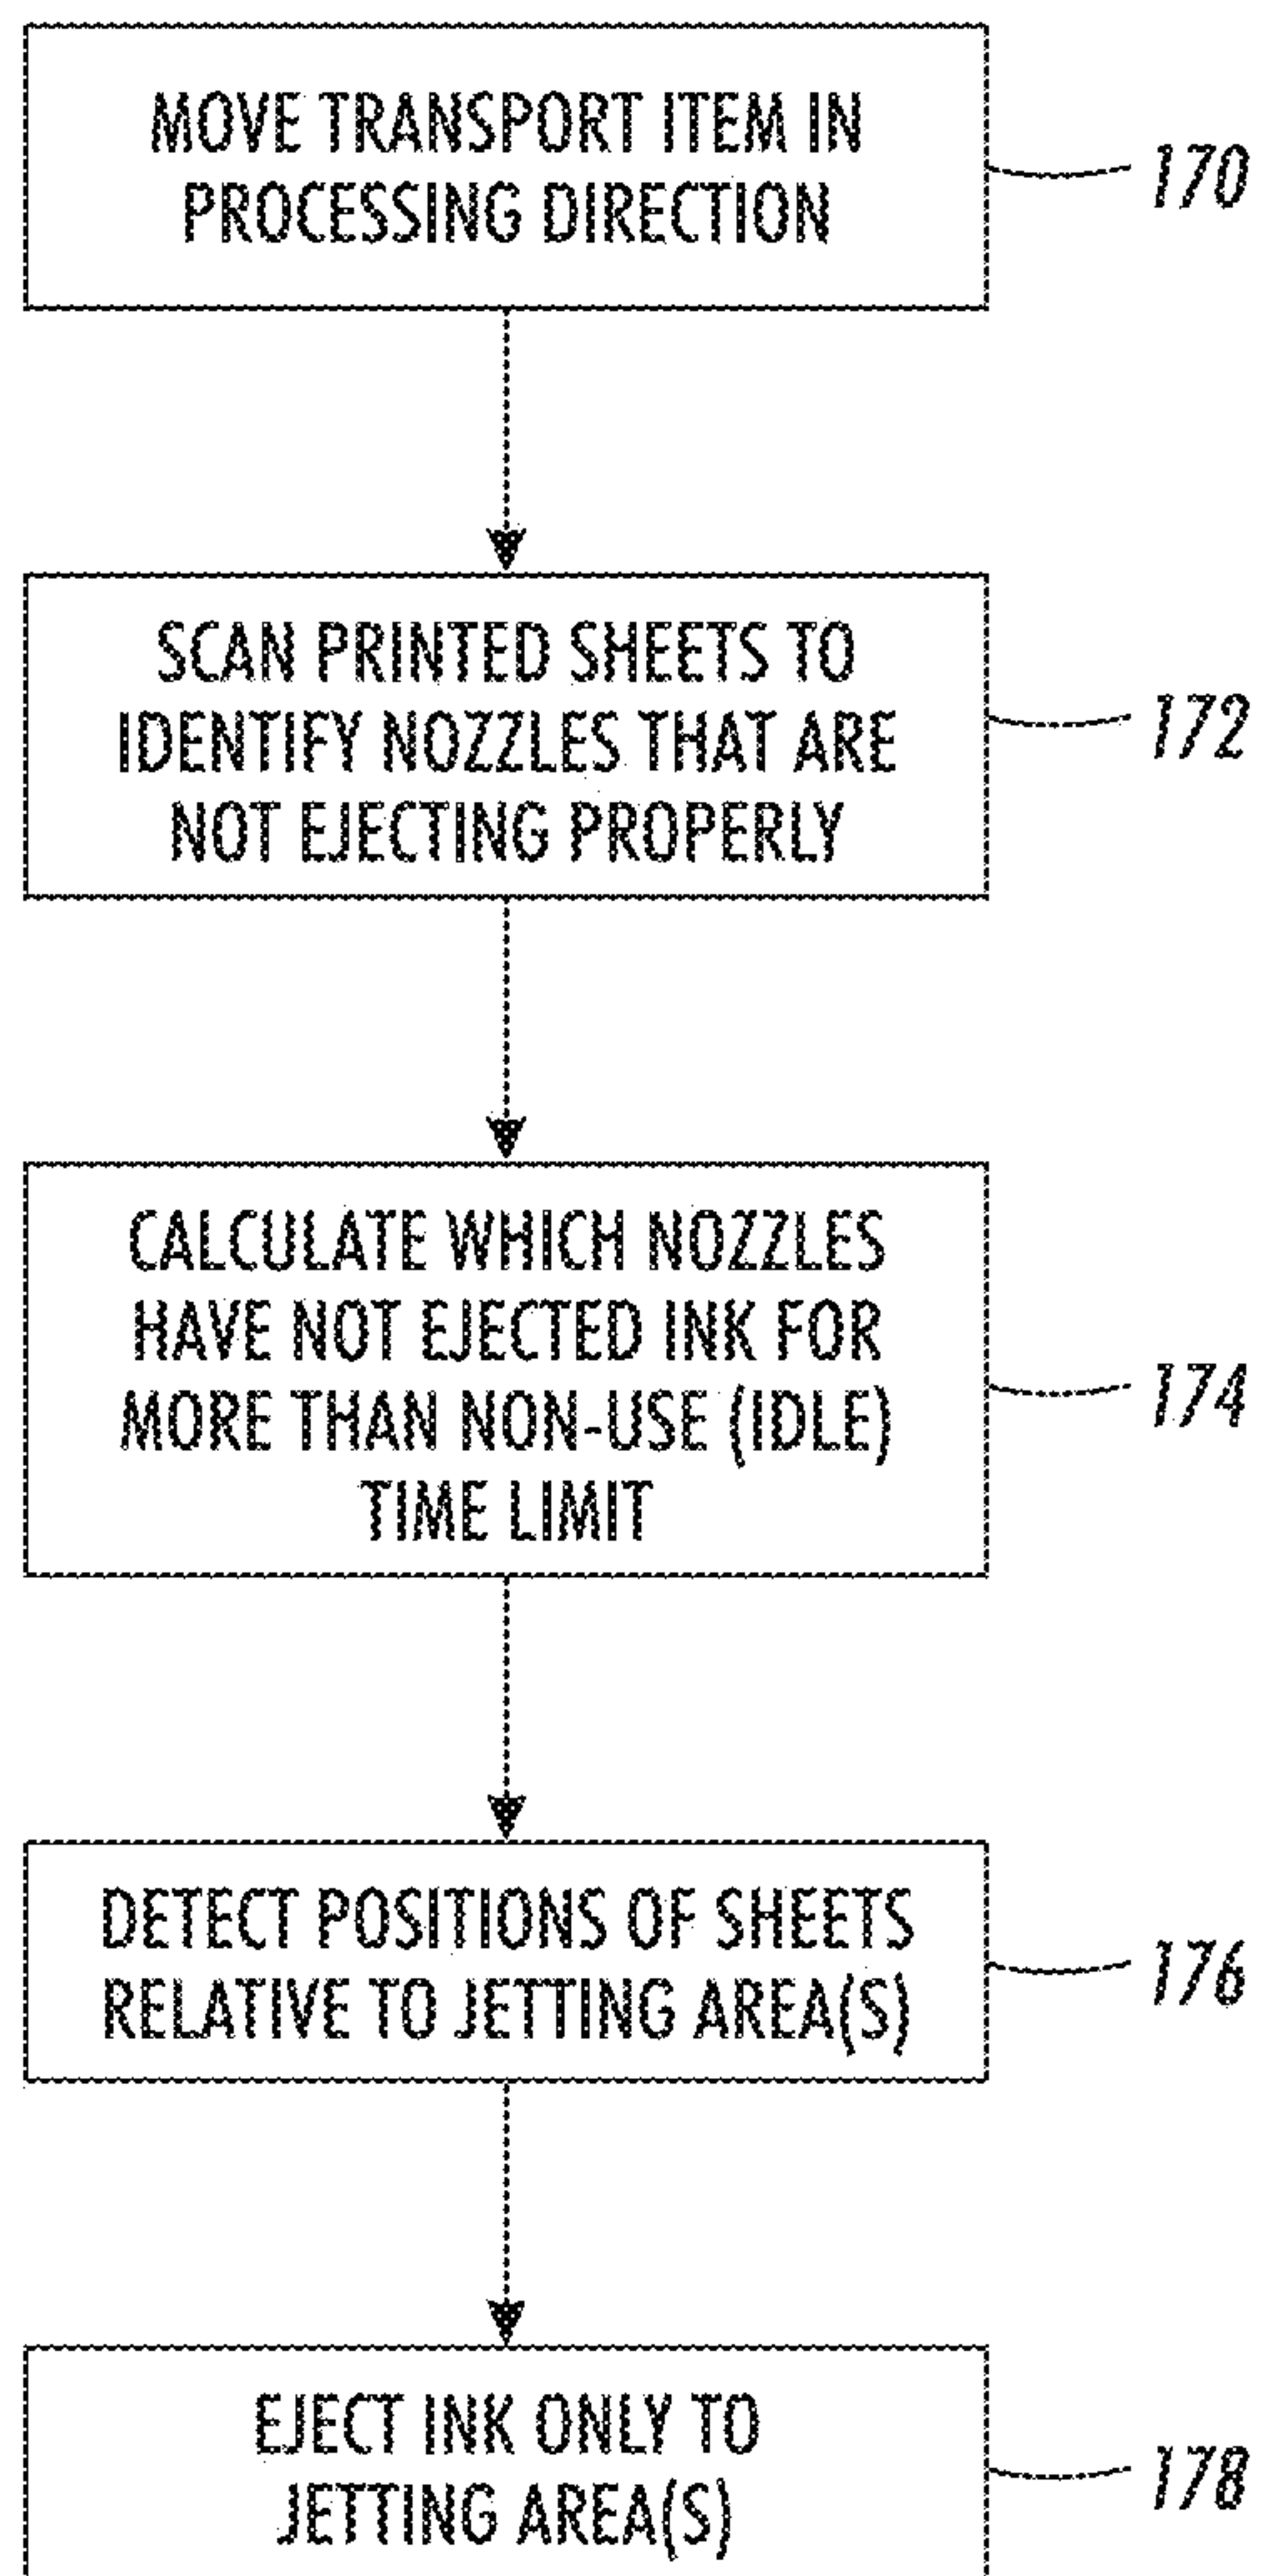 MOVE TRANSPORT ITEM IN
PROCESSING DIRECTION
170
SCAN PRINTED SHEETS TO
IDENTIFY NOZZLES THAT ARE
NOT EJECTING PROPERLY
172
CALCULATE WHICH NOZZLES
HAVE NOT EJECTED INK FOR
MORE THAN NON-USE (IDLE)
TIME LIMIT
174
DETECT POSITIONS OF SHEETS
RELATIVE TO JETTING AREA(S)
176
EJECT INK ONLY TO
JETTING AREA(S)
178